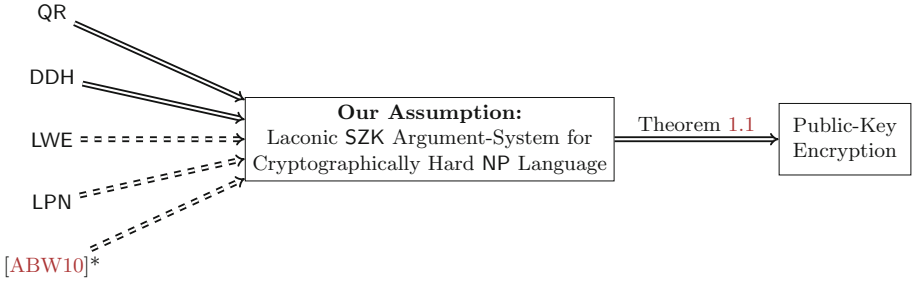 QR
DDH
LWE
LPN
[ABW10]*
Our Assumption:
Laconic SZK Argument-System for
Cryptographically Hard NP Language
Theorem 1.1
Public-Key
Encryption